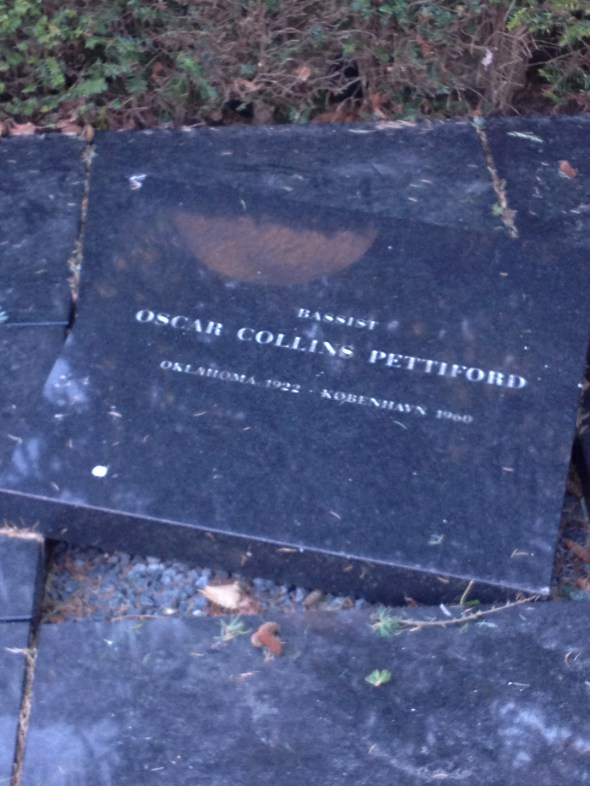 BASSIST
OSCAR COLLINS PETTIFORD
OKLAHOMA 1922 - KØBENHAVN 1960